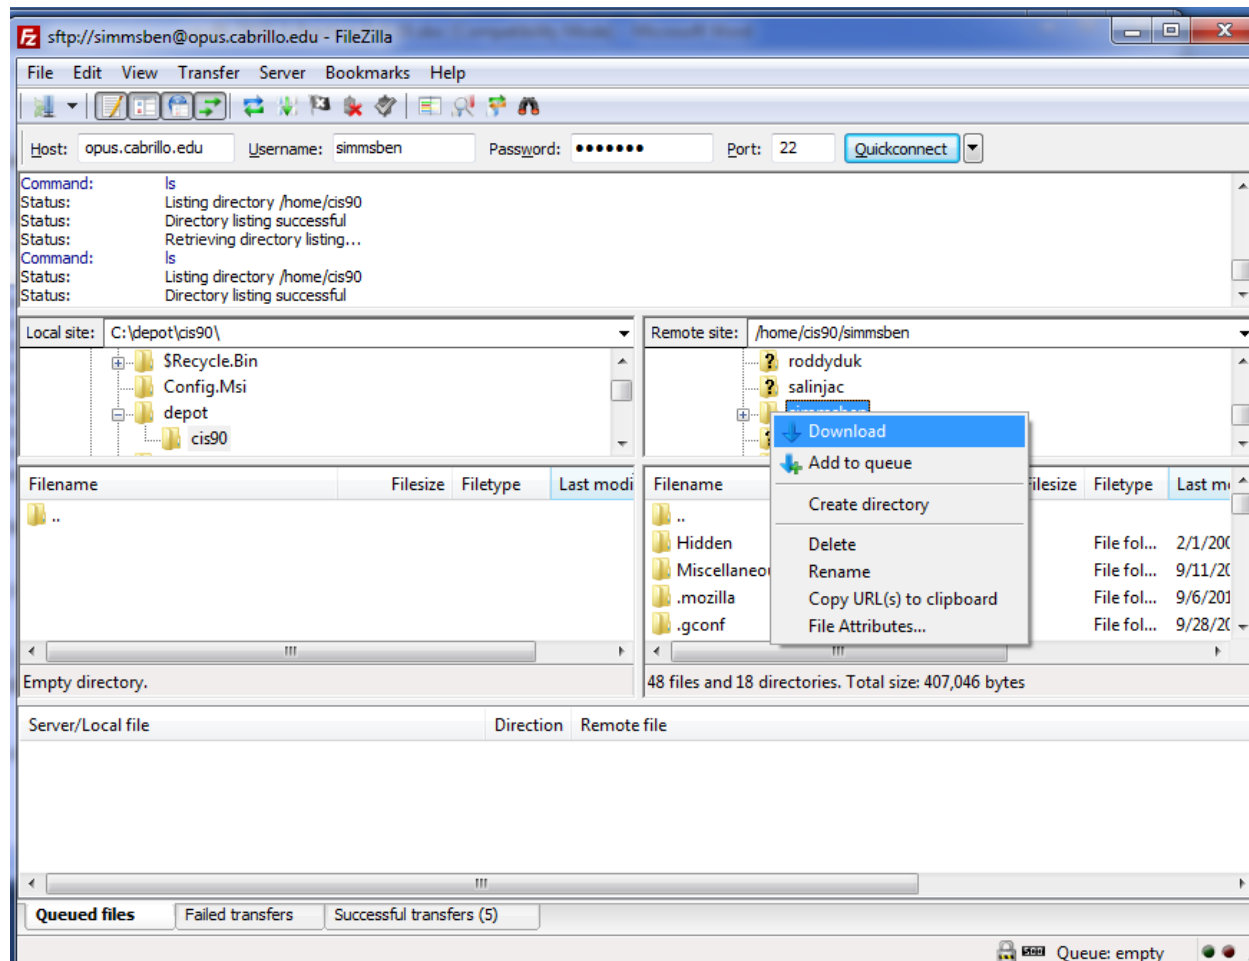 sftp://simmsben@opus.cabrillo.edu - FileZilla
File Edit View Transfer Server Bookmarks Help
Host: opus.cabrillo.edu Username: simmsben Password: ●●●●●●● Port: 22 Quickconnect
Command: ls
Status: Listing directory /home/cis90
Status: Directory listing successful
Status: Retrieving directory listing...
Command: ls
Status: Listing directory /home/cis90
Status: Directory listing successful
Local site: C:\depot\cis90\
$Recycle.Bin
Config.Msi
depot
cis90
Remote site: /home/cis90/simmsben
? roddyduk
? salinjac
simmsben
Download
Add to queue
Create directory
Delete
Rename
Copy URL(s) to clipboard
File Attributes...
Filename Filesize Filetype Last modi
..
Empty directory.
Filename ilesize Filetype Last m
..
Hidden File fol... 2/1/200
Miscellaneo File fol... 9/11/20
.mozilla File fol... 9/6/201
.gconf File fol... 9/28/20
48 files and 18 directories. Total size: 407,046 bytes
Server/Local file Direction Remote file
Queued files Failed transfers Successful transfers (5)
Queue: empty